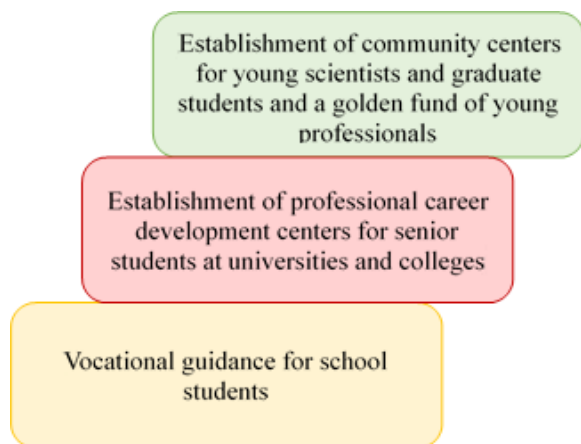 Establishment of community centers
for young scientists and graduate
students and a golden fund of young
professionals
Establishment of professional career
development centers for senior
students at universities and colleges
Vocational guidance for school
students